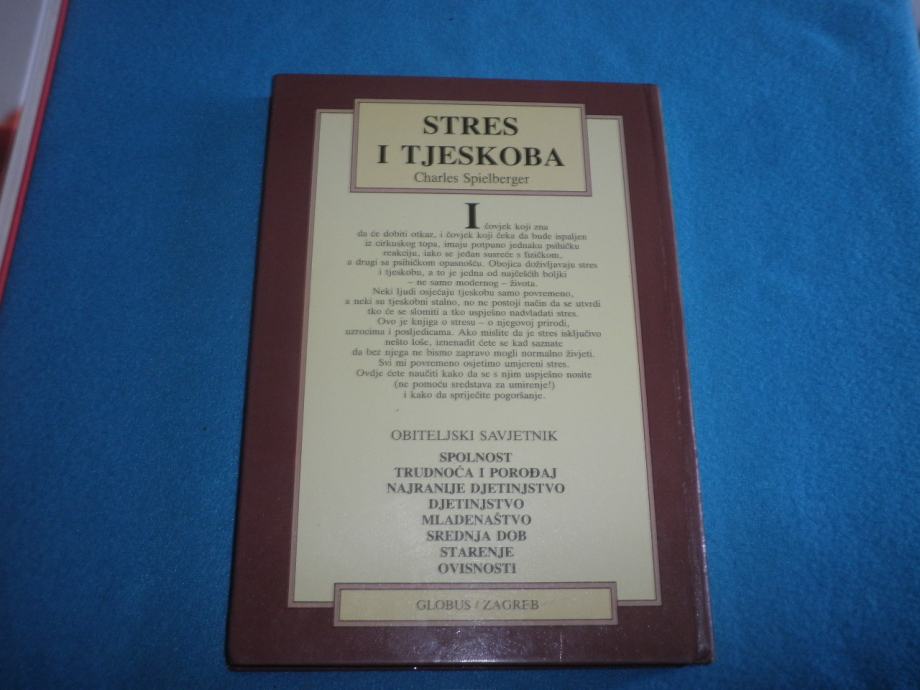 STRES
I TJESKOBA
Charles Spielberger
I čovjek koji zna
da će dobiti otkaz, i čovjek koji čeka da bude ispaljen
iz cirkuskog topa, imaju potpuno jednaku psihičku
reakciju, iako se jedan susreće s fizičkom,
a drugi sa psihičkom opasnošću. Obojica doživljavaju stres
i tjeskobu, a to je jedna od najčešćih boljki
– ne samo modernog – života.
Neki ljudi osjećaju tjeskobu samo povremeno,
a neki su tjeskobni stalno, no ne postoji način da se utvrdi
tko će se slomiti a tko uspješno nadvladati stres.
Ovo je knjiga o stresu – o njegovoj prirodi,
uzrocima i posljedicama. Ako mislite da je stres isključivo
nešto loše, iznenadit ćete se kad saznate
da bez njega ne bismo zapravo mogli normalno živjeti.
Svi mi povremeno osjetimo umjereni stres.
Ovdje ćete naučiti kako da se s njim uspješno nosite
(ne pomoću sredstava za umirenje!)
i kako da spriječite pogoršanje.
OBITELJSKI SAVJETNIK
SPOLNOST
TRUDNOĆA I POROĐAJ
NAJRANIJE DJETINJSTVO
DJETINJSTVO
MLADENAŠTVO
SREDNJA DOB
STARENJE
OVISNOSTI
GLOBUS / ZAGREB